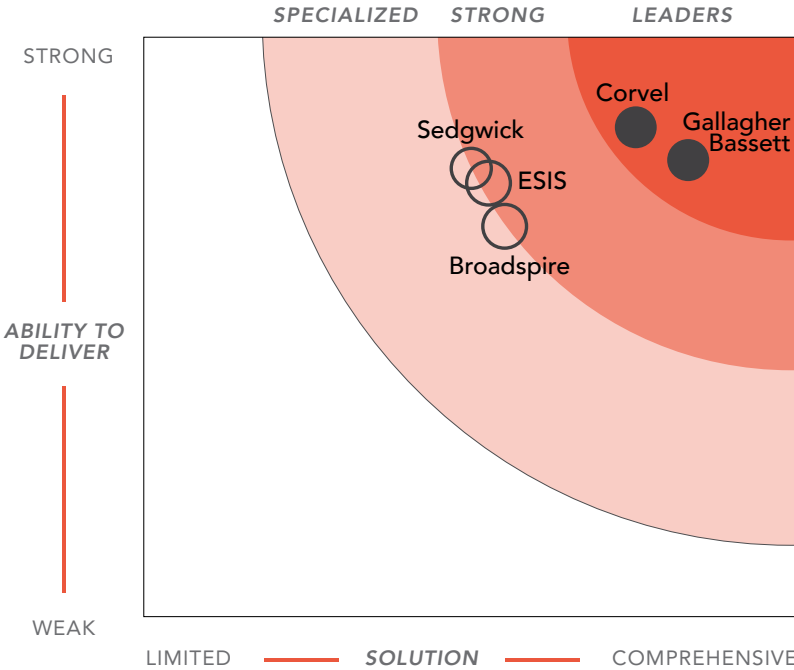 SPECIALIZED STRONG LEADERS
STRONG
Corvel
Gallagher
Bassett
Sedgwick
ESIS
Broadspire
ABILITY TO
DELIVER
WEAK
LIMITED SOLUTION COMPREHENSIVE